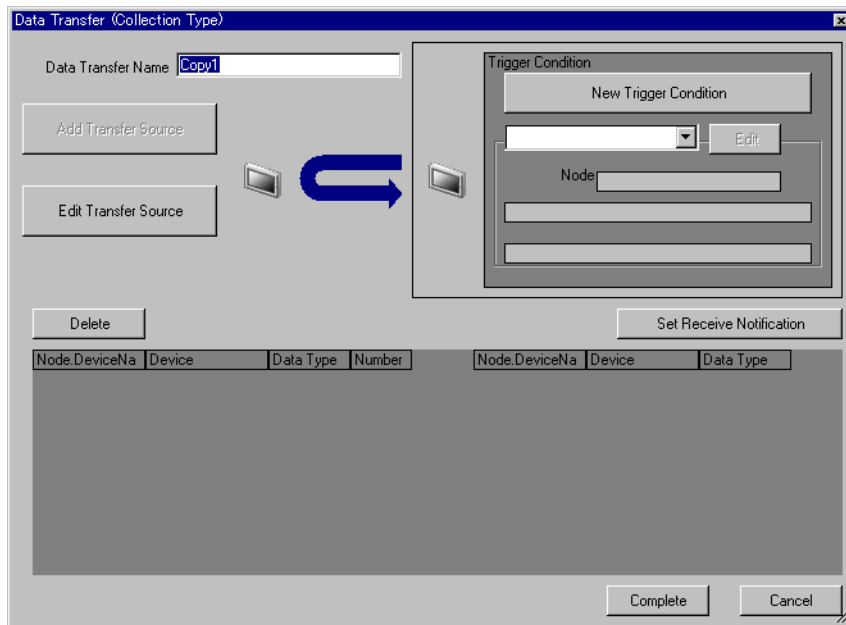 Data Transfer (Collection Type)
Data Transfer Name Copy1
Trigger Condition
New Trigger Condition
Add Transfer Source
Edit
Node
Edit Transfer Source
Delete
Set Receive Notification
Node.DeviceNa Device Data Type Number Node.DeviceNa Device Data Type
Complete Cancel